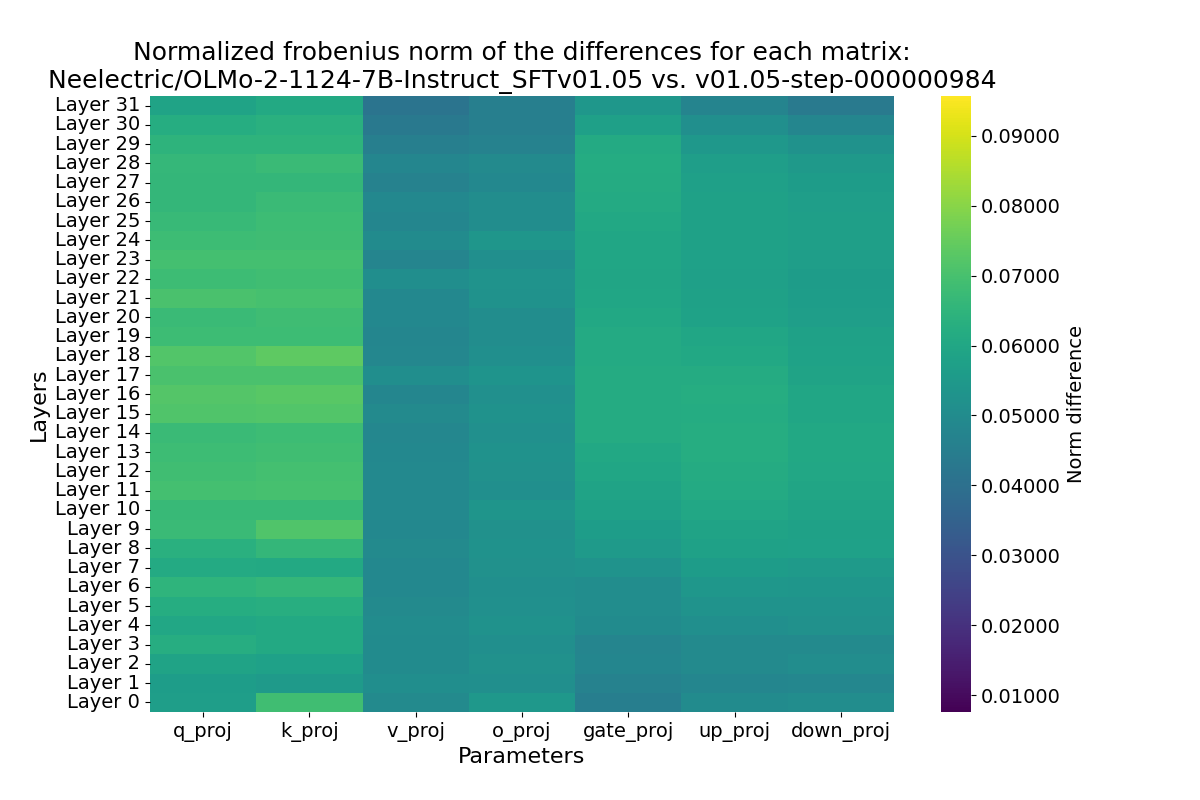 Normalized frobenius norm of the differences for each matrix:
Neelectric/OLMo-2-1124-7B-Instruct_SFTv01.05 vs. v01.05-step-000000984
Layers
Layer 31
Layer 30
Layer 29
Layer 28
Layer 27
Layer 26
Layer 25
Layer 24
Layer 23
Layer 22
Layer 21
Layer 20
Layer 19
Layer 18
Layer 17
Layer 16
Layer 15
Layer 14
Layer 13
Layer 12
Layer 11
Layer 10
Layer 9
Layer 8
Layer 7
Layer 6
Layer 5
Layer 4
Layer 3
Layer 2
Layer 1
Layer 0
q_proj k_proj v_proj o_proj gate_proj up_proj down_proj
Parameters
0.09000
0.08000
0.07000
0.06000
0.05000
0.04000
0.03000
0.02000
0.01000
Norm difference